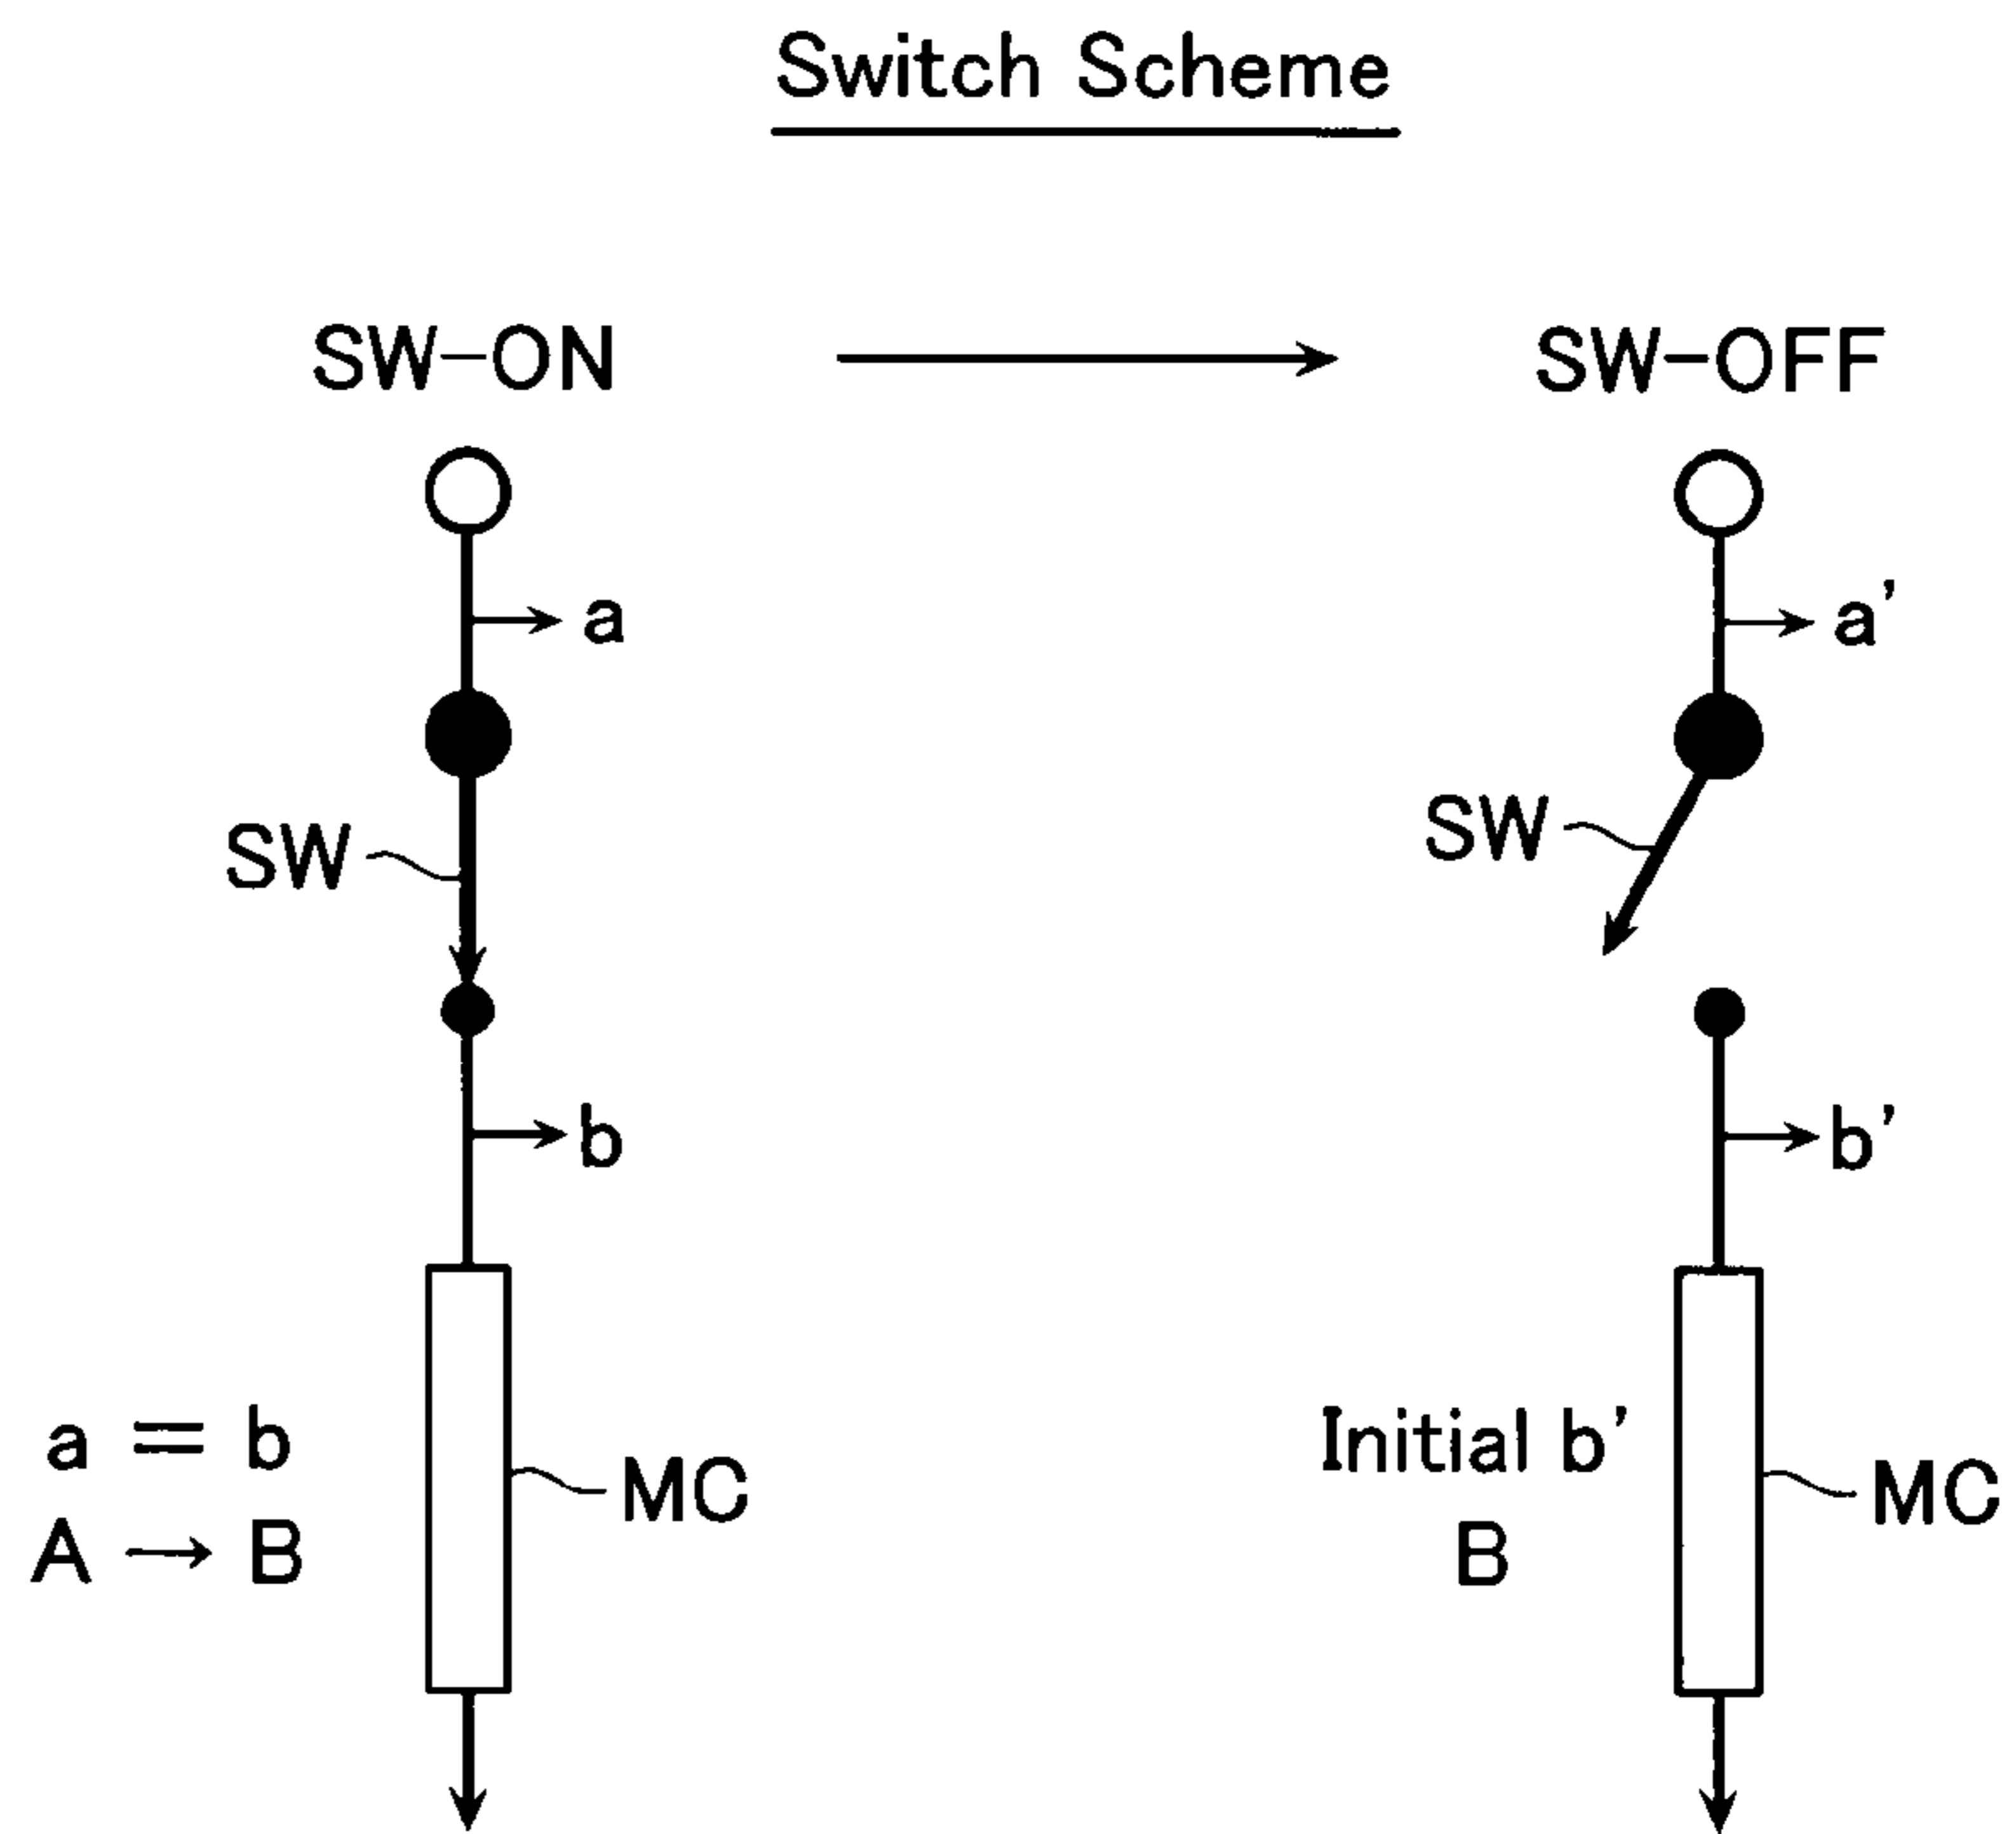 Switch Scheme
SW-ON → SW-OFF
a
a'
SW
SW
b
b'
a = b
A → B
MC
Initial b'
B
MC